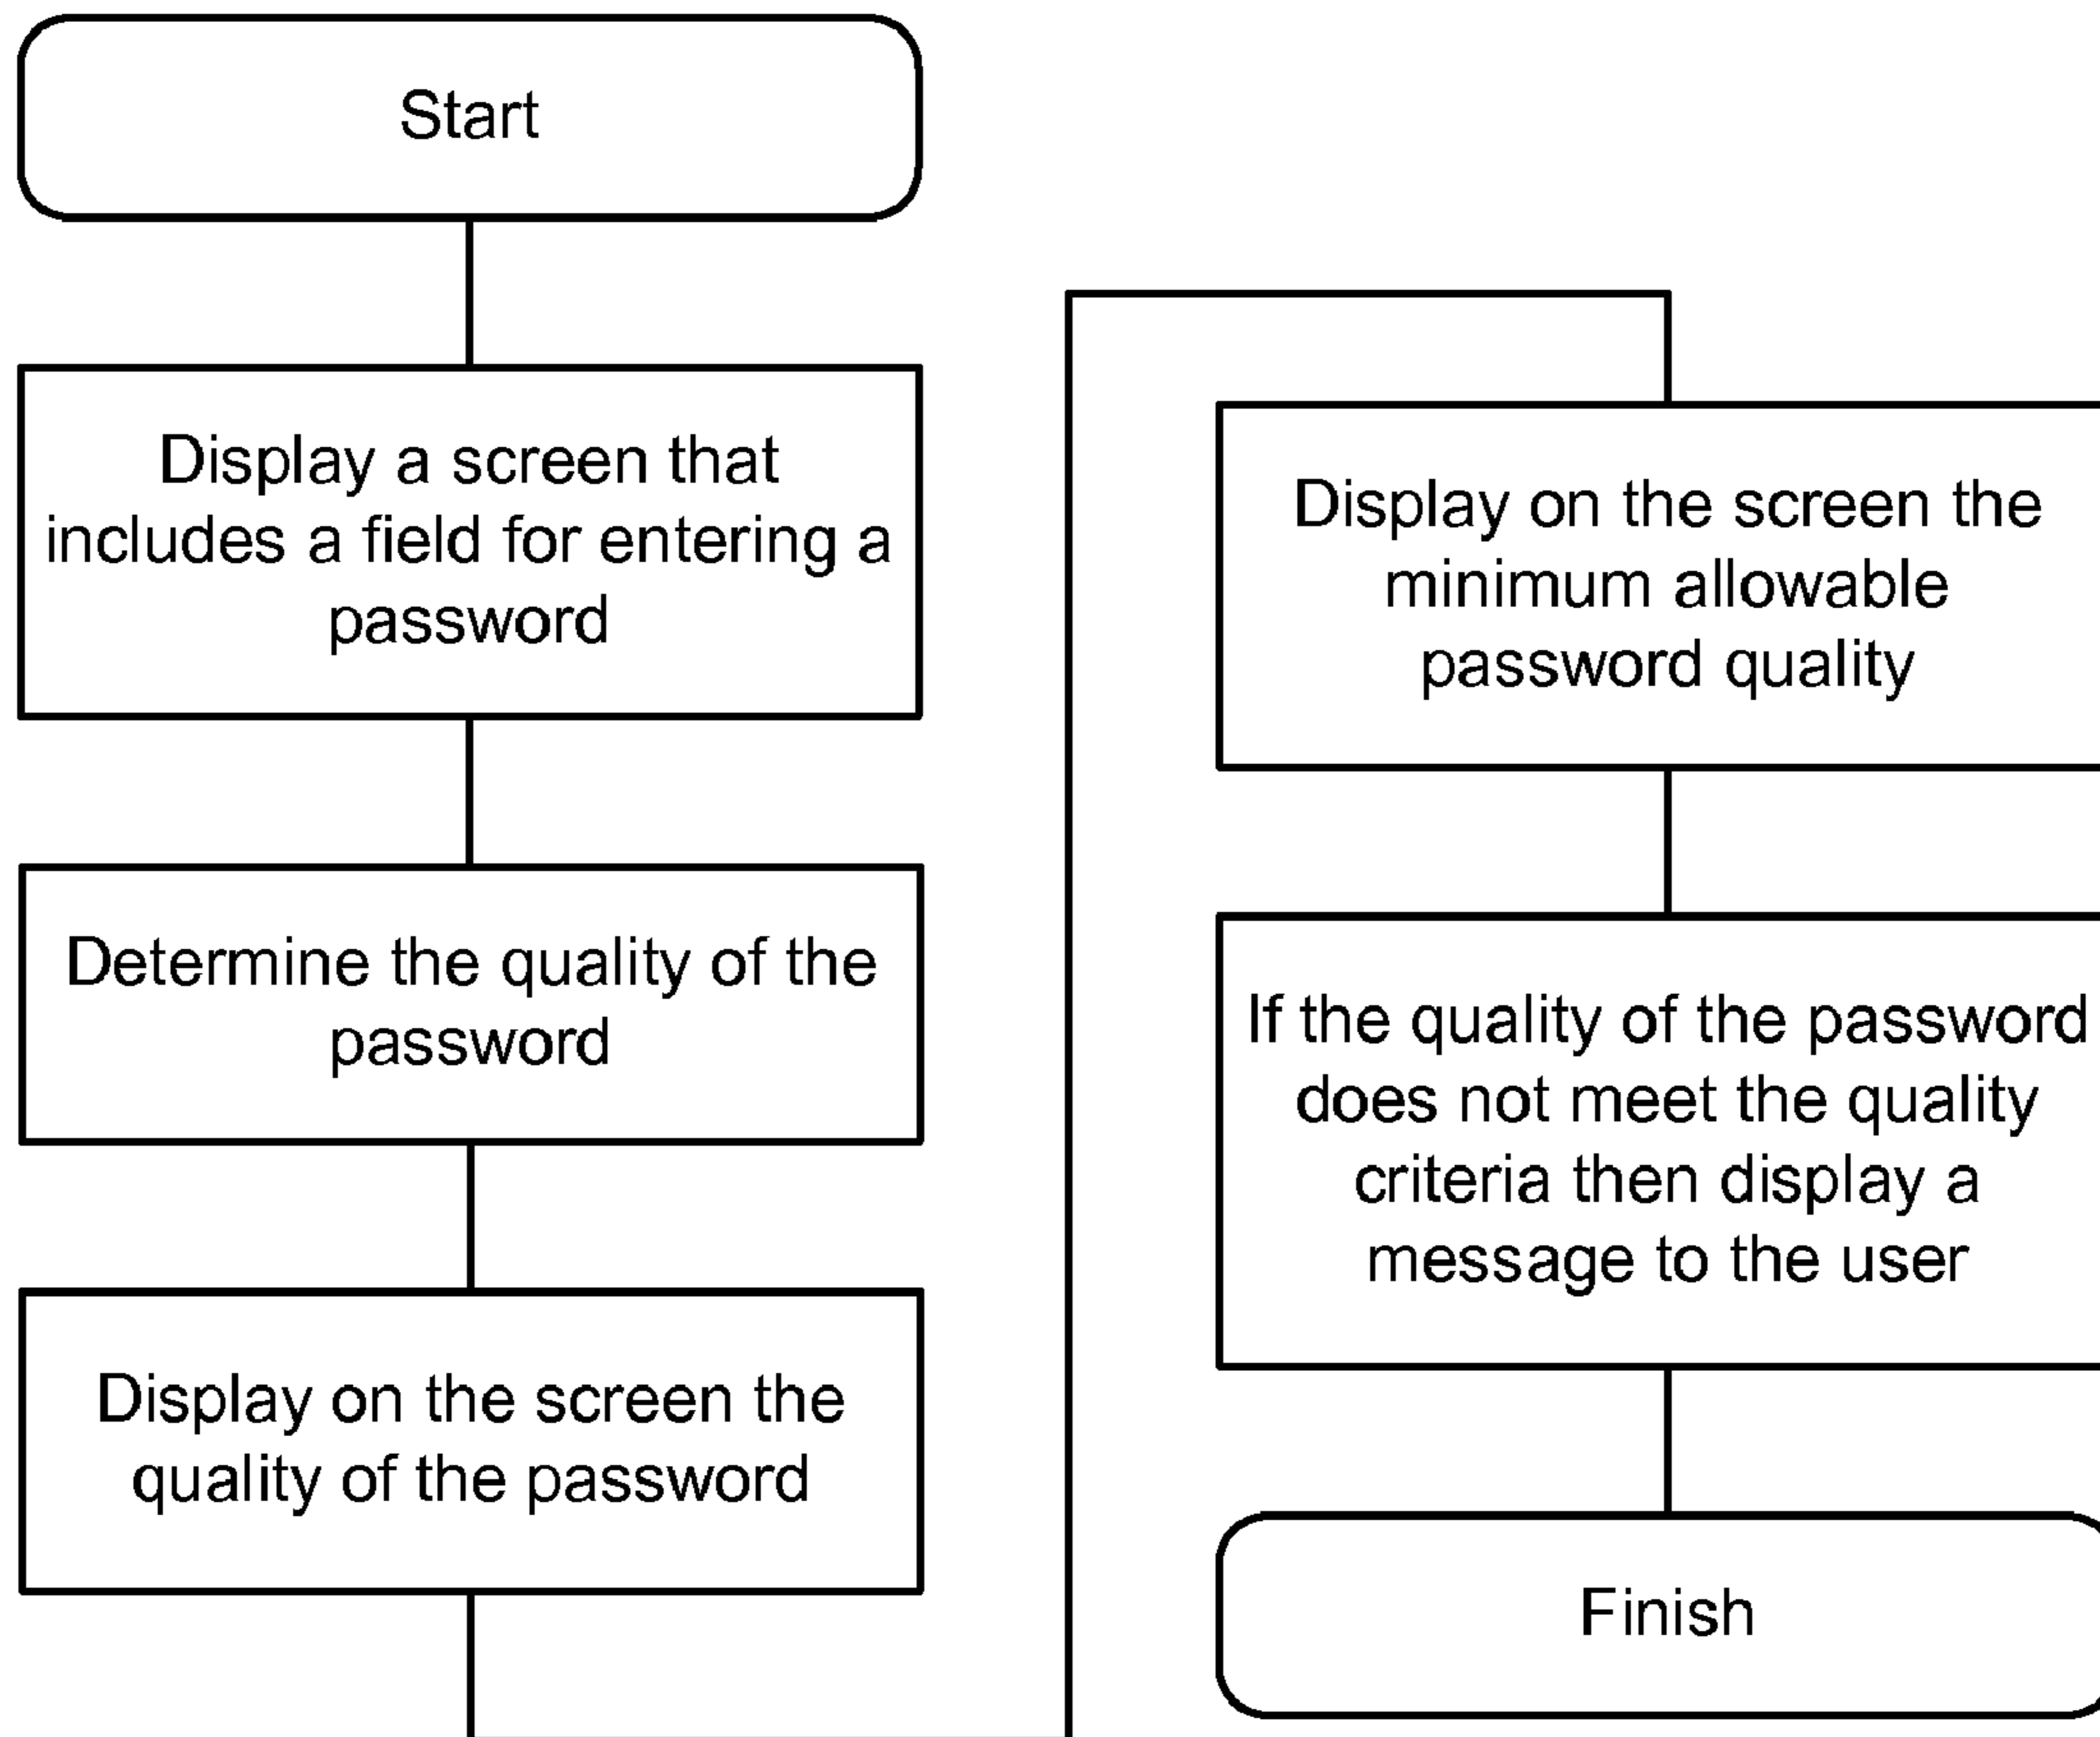 Start
Display a screen that
includes a field for entering a
password
Determine the quality of the
password
Display on the screen the
quality of the password
Display on the screen the
minimum allowable
password quality
If the quality of the password
does not meet the quality
criteria then display a
message to the user
Finish